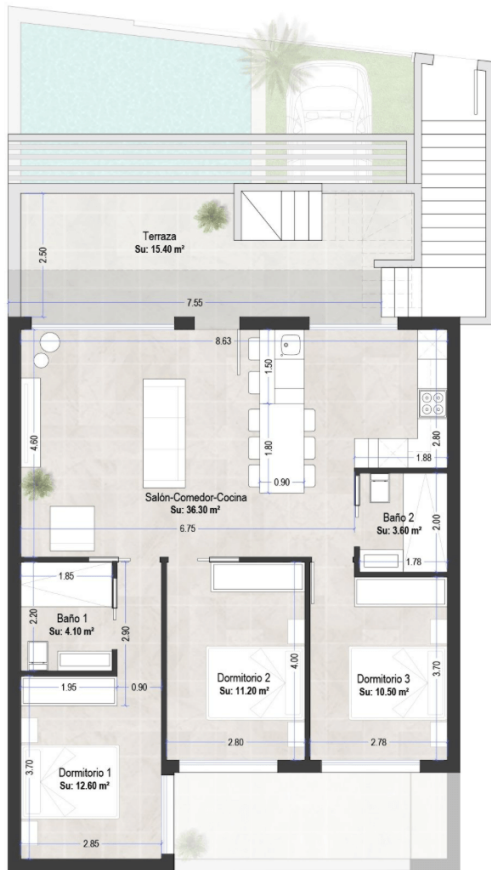 Terraza
Su: 15.40 m²
2.50
7.55
8.63
1.50
4.60
1.80
2.80
1.88
0.90
Salón-Comedor-Cocina
Su: 36.30 m²
6.75
Baño 2
Su: 3.60 m²
2.00
1.78
1.85
Baño 1
Su: 4.10 m²
2.20
2.90
1.95
0.90
Dormitorio 2
Su: 11.20 m²
4.00
2.80
Dormitorio 3
Su: 10.50 m²
3.70
2.78
Dormitorio 1
Su: 12.60 m²
3.70
2.85